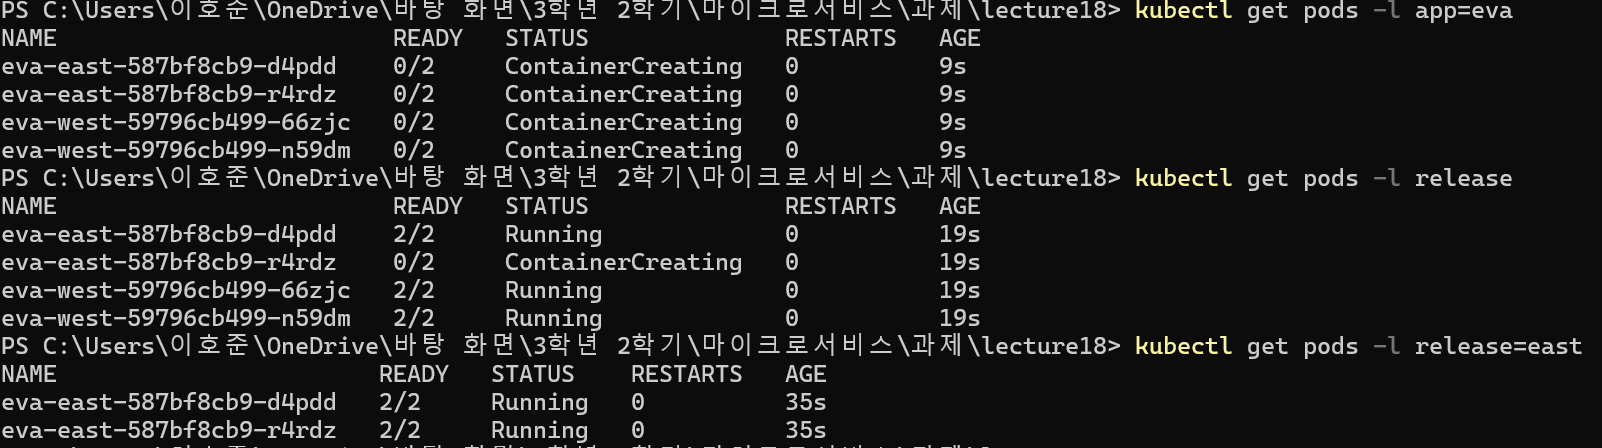 PS C:\Users\이호준\OneDrive\바탕 화면\3학년 2학기\마이크로서비스\과제\lecture18> kubectl get pods -l app=eva
NAME READY STATUS RESTARTS AGE
eva-east-587bf8cb9-d4pdd 0/2 ContainerCreating 0 9s
eva-east-587bf8cb9-r4rdz 0/2 ContainerCreating 0 9s
eva-west-59796cb499-66zjc 0/2 ContainerCreating 0 9s
eva-west-59796cb499-n59dm 0/2 ContainerCreating 0 9s
PS C:\Users\이호준\OneDrive\바탕 화면\3학년 2학기\마이크로서비스\과제\lecture18> kubectl get pods -l release
NAME READY STATUS RESTARTS AGE
eva-east-587bf8cb9-d4pdd 2/2 Running 0 19s
eva-east-587bf8cb9-r4rdz 0/2 ContainerCreating 0 19s
eva-west-59796cb499-66zjc 2/2 Running 0 19s
eva-west-59796cb499-n59dm 2/2 Running 0 19s
PS C:\Users\이호준\OneDrive\바탕 화면\3학년 2학기\마이크로서비스\과제\lecture18> kubectl get pods -l release=east
NAME READY STATUS RESTARTS AGE
eva-east-587bf8cb9-d4pdd 2/2 Running 0 35s
eva-east-587bf8cb9-r4rdz 2/2 Running 0 35s